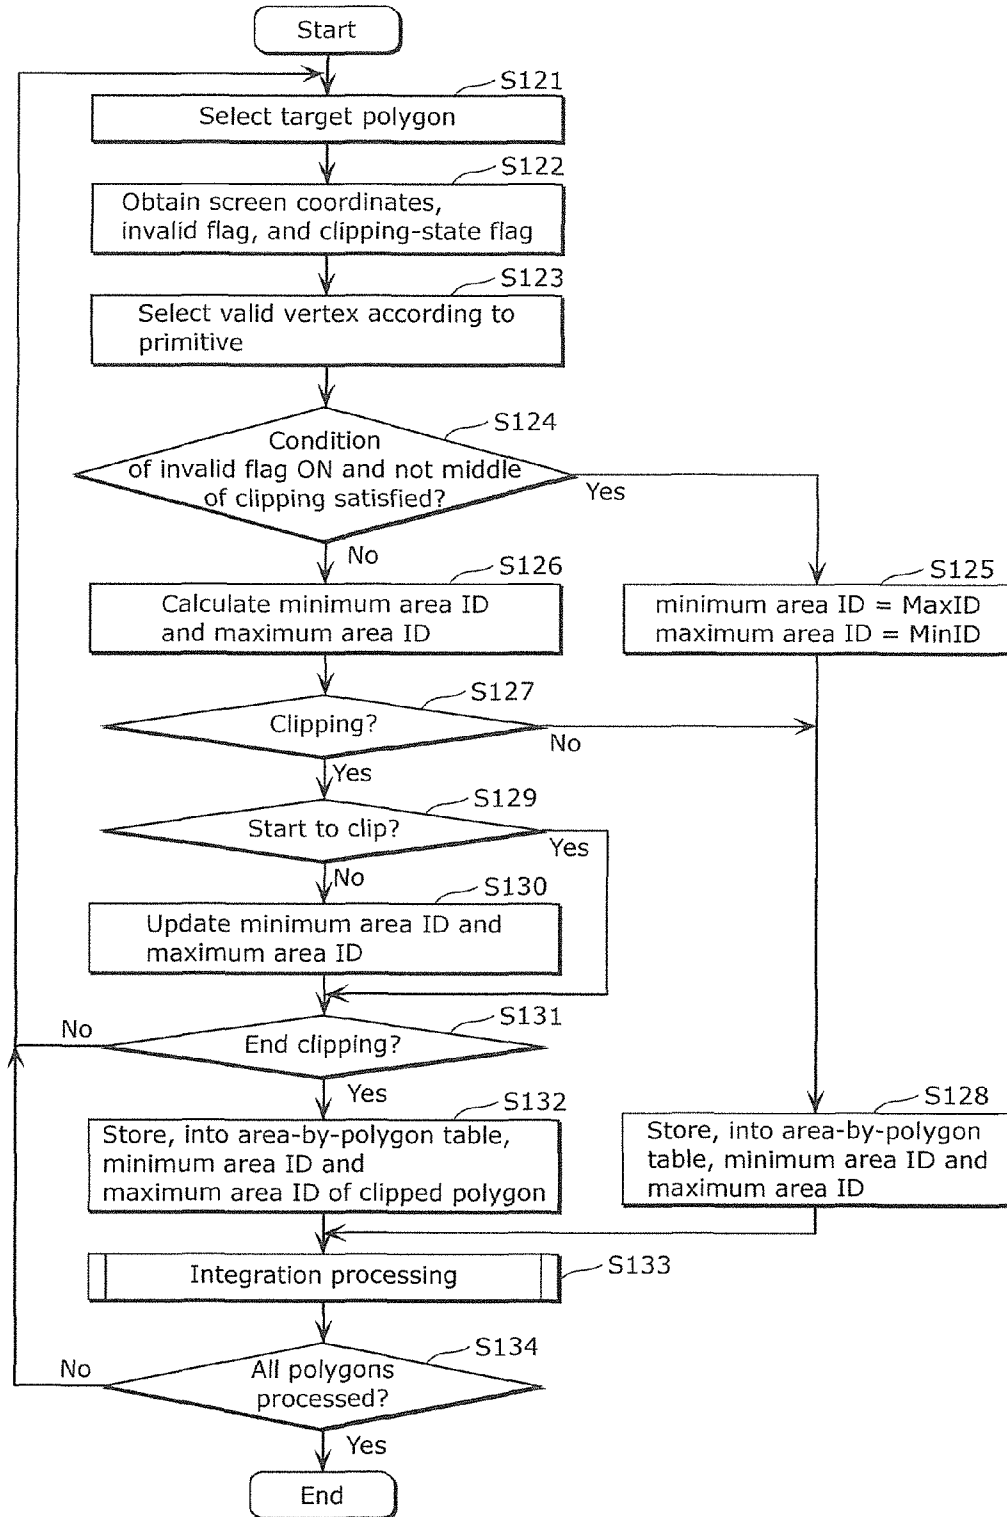 Start
S121
Select target polygon
S122
Obtain screen coordinates,
invalid flag, and clipping-state flag
S123
Select valid vertex according to
primitive
S124
Condition
of invalid flag ON and not middle
of clipping satisfied?
Yes
No
S126
Calculate minimum area ID
and maximum area ID
S125
minimum area ID = MaxID
maximum area ID = MinID
S127
Clipping?
No
Yes
S129
Start to clip?
Yes
No
S130
Update minimum area ID and
maximum area ID
S131
End clipping?
No
Yes
S132
Store, into area-by-polygon table,
minimum area ID and
maximum area ID of clipped polygon
S128
Store, into area-by-polygon
table, minimum area ID and
maximum area ID
S133
Integration processing
S134
All polygons
processed?
No
Yes
End